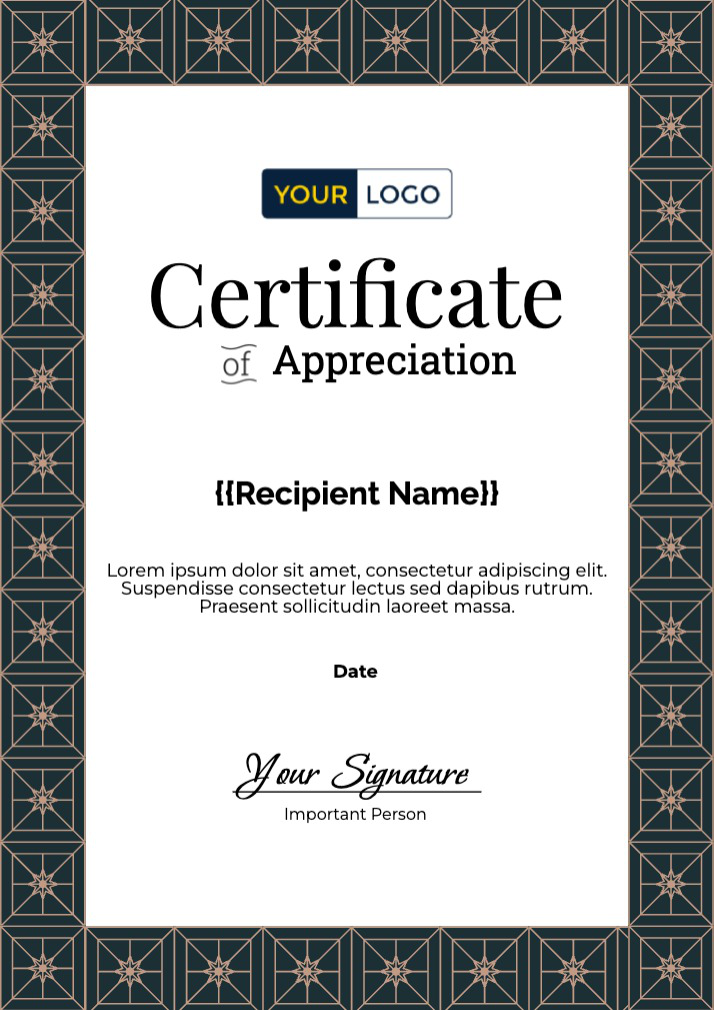 YOUR LOGO
Certificate
of Appreciation
{{Recipient Name}}
Lorem ipsum dolor sit amet, consectetur adipiscing elit.
Suspendisse consectetur lectus sed dapibus rutrum.
Praesent sollicitudin laoreet massa.
Date
Your Signature
Important Person